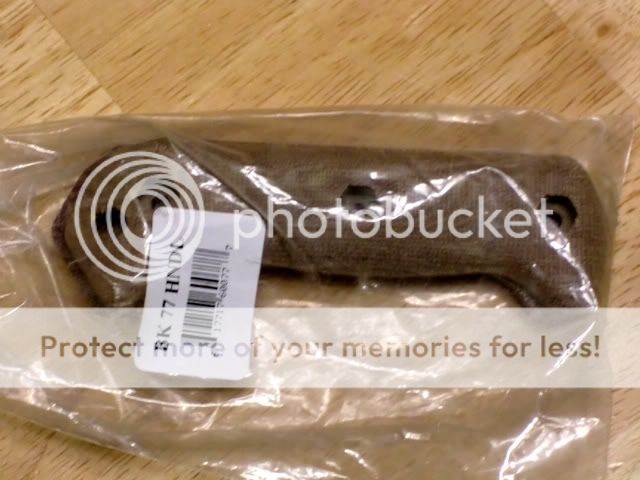 photobucket
Protect more of your memories for less!
BK 77 HNDL